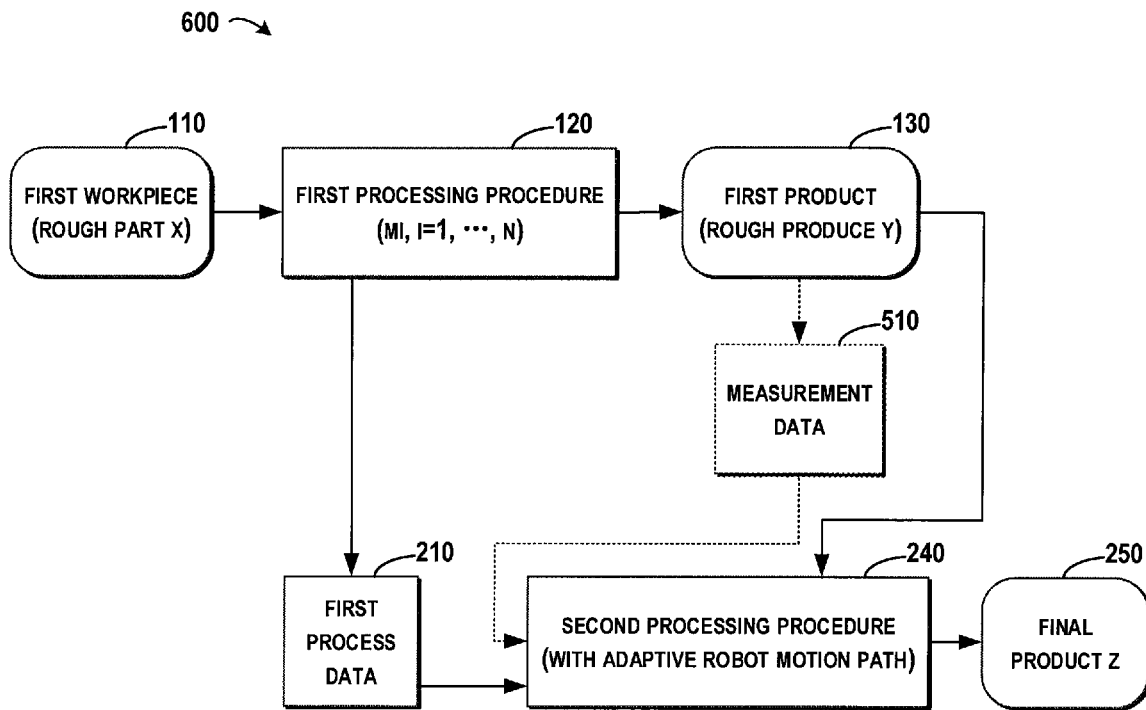 600
110
120
130
FIRST WORKPIECE
(ROUGH PART X)
FIRST PROCESSING PROCEDURE
(MI, I=1, ···, N)
FIRST PRODUCT
(ROUGH PRODUCE Y)
510
MEASUREMENT
DATA
210
240
250
FIRST
PROCESS
DATA
SECOND PROCESSING PROCEDURE
(WITH ADAPTIVE ROBOT MOTION PATH)
FINAL
PRODUCT Z